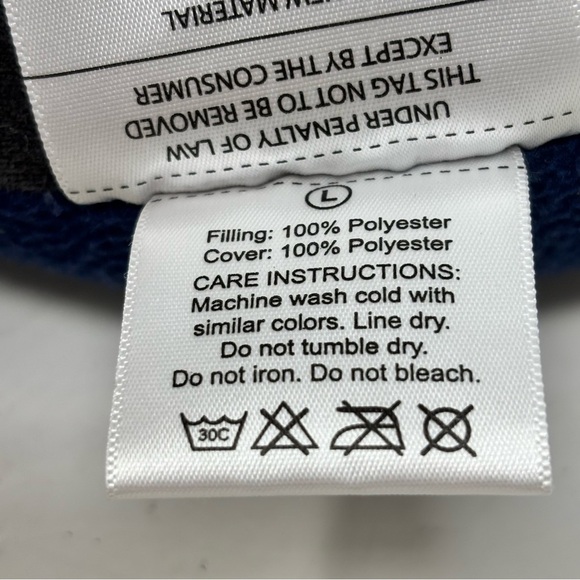 UNDER PENALTY OF LAW
THIS TAG NOT TO BE REMOVED
EXCEPT BY THE CONSUMER
MATERIAL
L
Filling: 100% Polyester
Cover: 100% Polyester
CARE INSTRUCTIONS:
Machine wash cold with
similar colors. Line dry.
Do not tumble dry.
Do not iron. Do not bleach.
30C